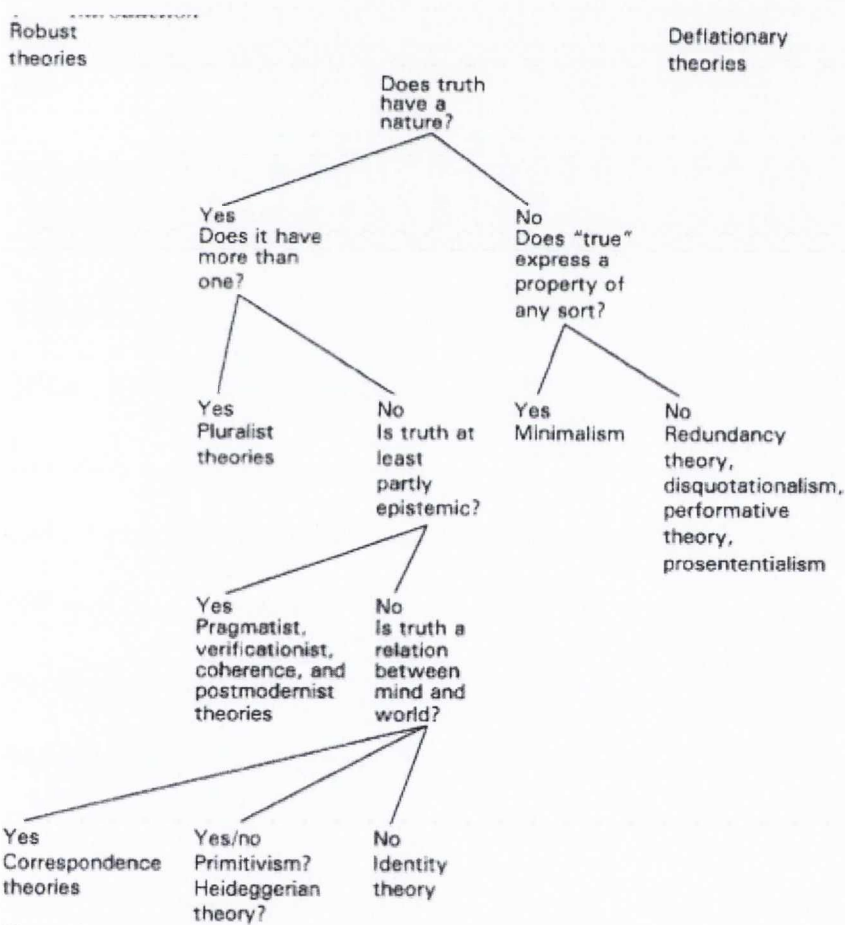 Robust
theories
Deflationary
theories
Does truth
have a
nature?
Yes
Does it have
more than
one?
No
Does "true"
express a
property of
any sort?
Yes
Pluralist
theories
No
Is truth at
least
partly
epistemic?
Yes
Minimalism
No
Redundancy
theory,
disquotationalism,
performative
theory,
prosententialism
Yes
Pragmatist,
verificationist,
coherence, and
postmodernist
theories
No
Is truth a
relation
between
mind and
world?
Yes
Correspondence
theories
Yes/no
Primitivism?
Heideggerian
theory?
No
Identity
theory